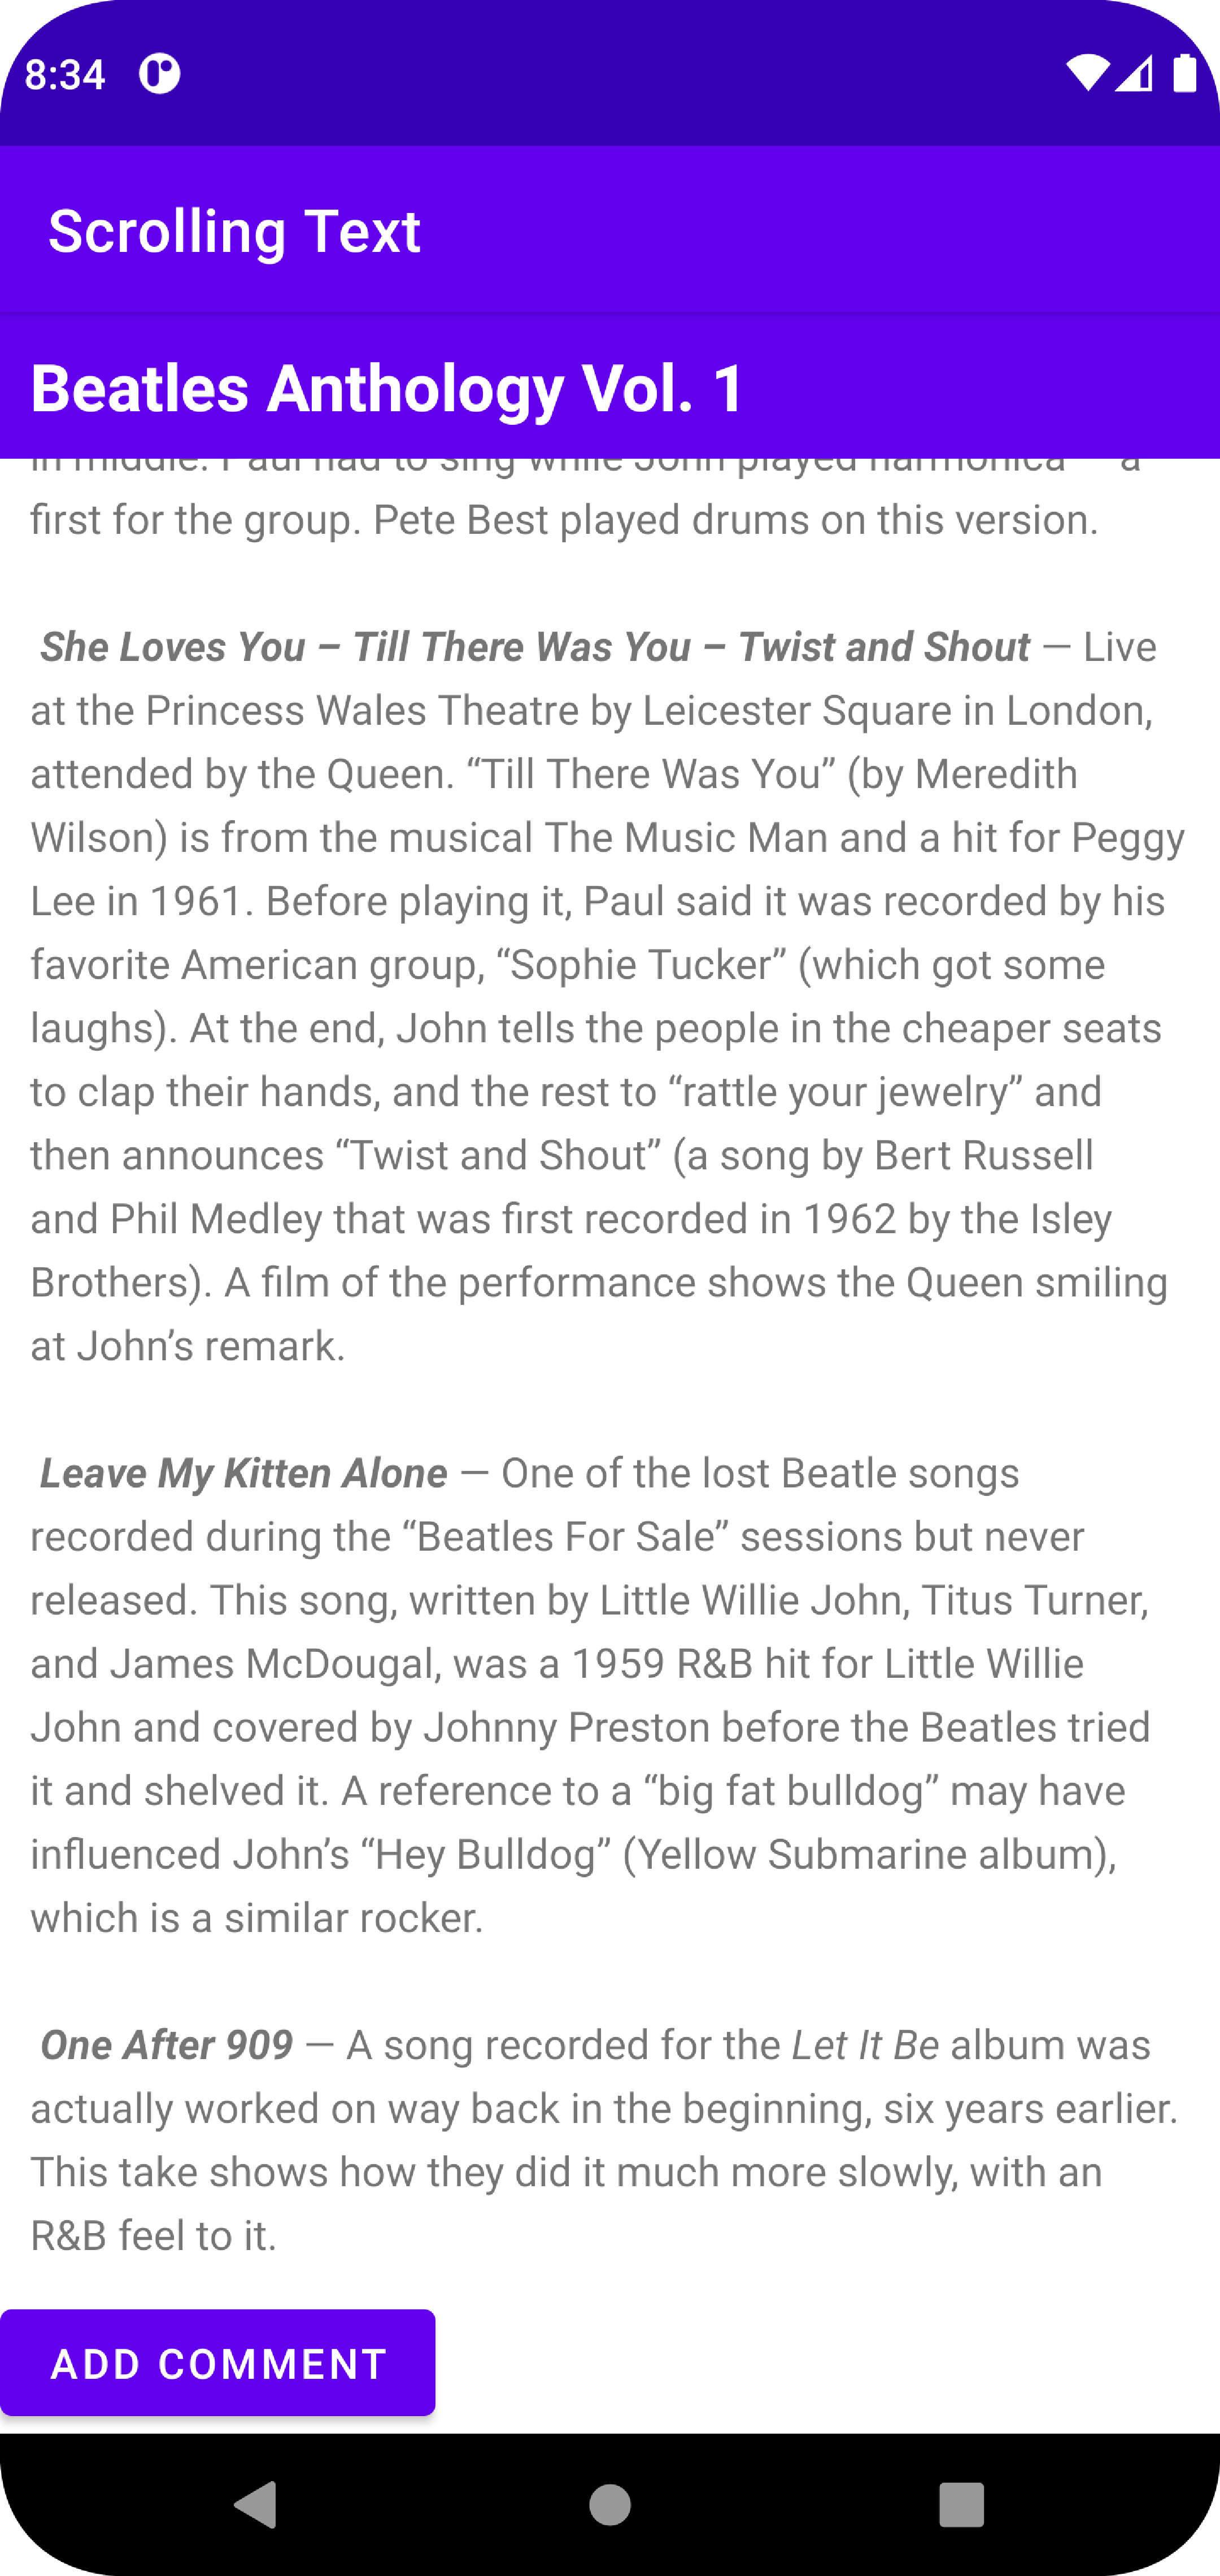 8:34
Scrolling Text
Beatles Anthology Vol. 1
in middle. Paul had to sing while John played harmonica — a
first for the group. Pete Best played drums on this version.
She Loves You – Till There Was You – Twist and Shout — Live
at the Princess Wales Theatre by Leicester Square in London,
attended by the Queen. “Till There Was You” (by Meredith
Wilson) is from the musical The Music Man and a hit for Peggy
Lee in 1961. Before playing it, Paul said it was recorded by his
favorite American group, “Sophie Tucker” (which got some
laughs). At the end, John tells the people in the cheaper seats
to clap their hands, and the rest to “rattle your jewelry” and
then announces “Twist and Shout” (a song by Bert Russell
and Phil Medley that was first recorded in 1962 by the Isley
Brothers). A film of the performance shows the Queen smiling
at John’s remark.
Leave My Kitten Alone — One of the lost Beatle songs
recorded during the “Beatles For Sale” sessions but never
released. This song, written by Little Willie John, Titus Turner,
and James McDougal, was a 1959 R&B hit for Little Willie
John and covered by Johnny Preston before the Beatles tried
it and shelved it. A reference to a “big fat bulldog” may have
influenced John’s “Hey Bulldog” (Yellow Submarine album),
which is a similar rocker.
One After 909 — A song recorded for the Let It Be album was
actually worked on way back in the beginning, six years earlier.
This take shows how they did it much more slowly, with an
R&B feel to it.
ADD COMMENT